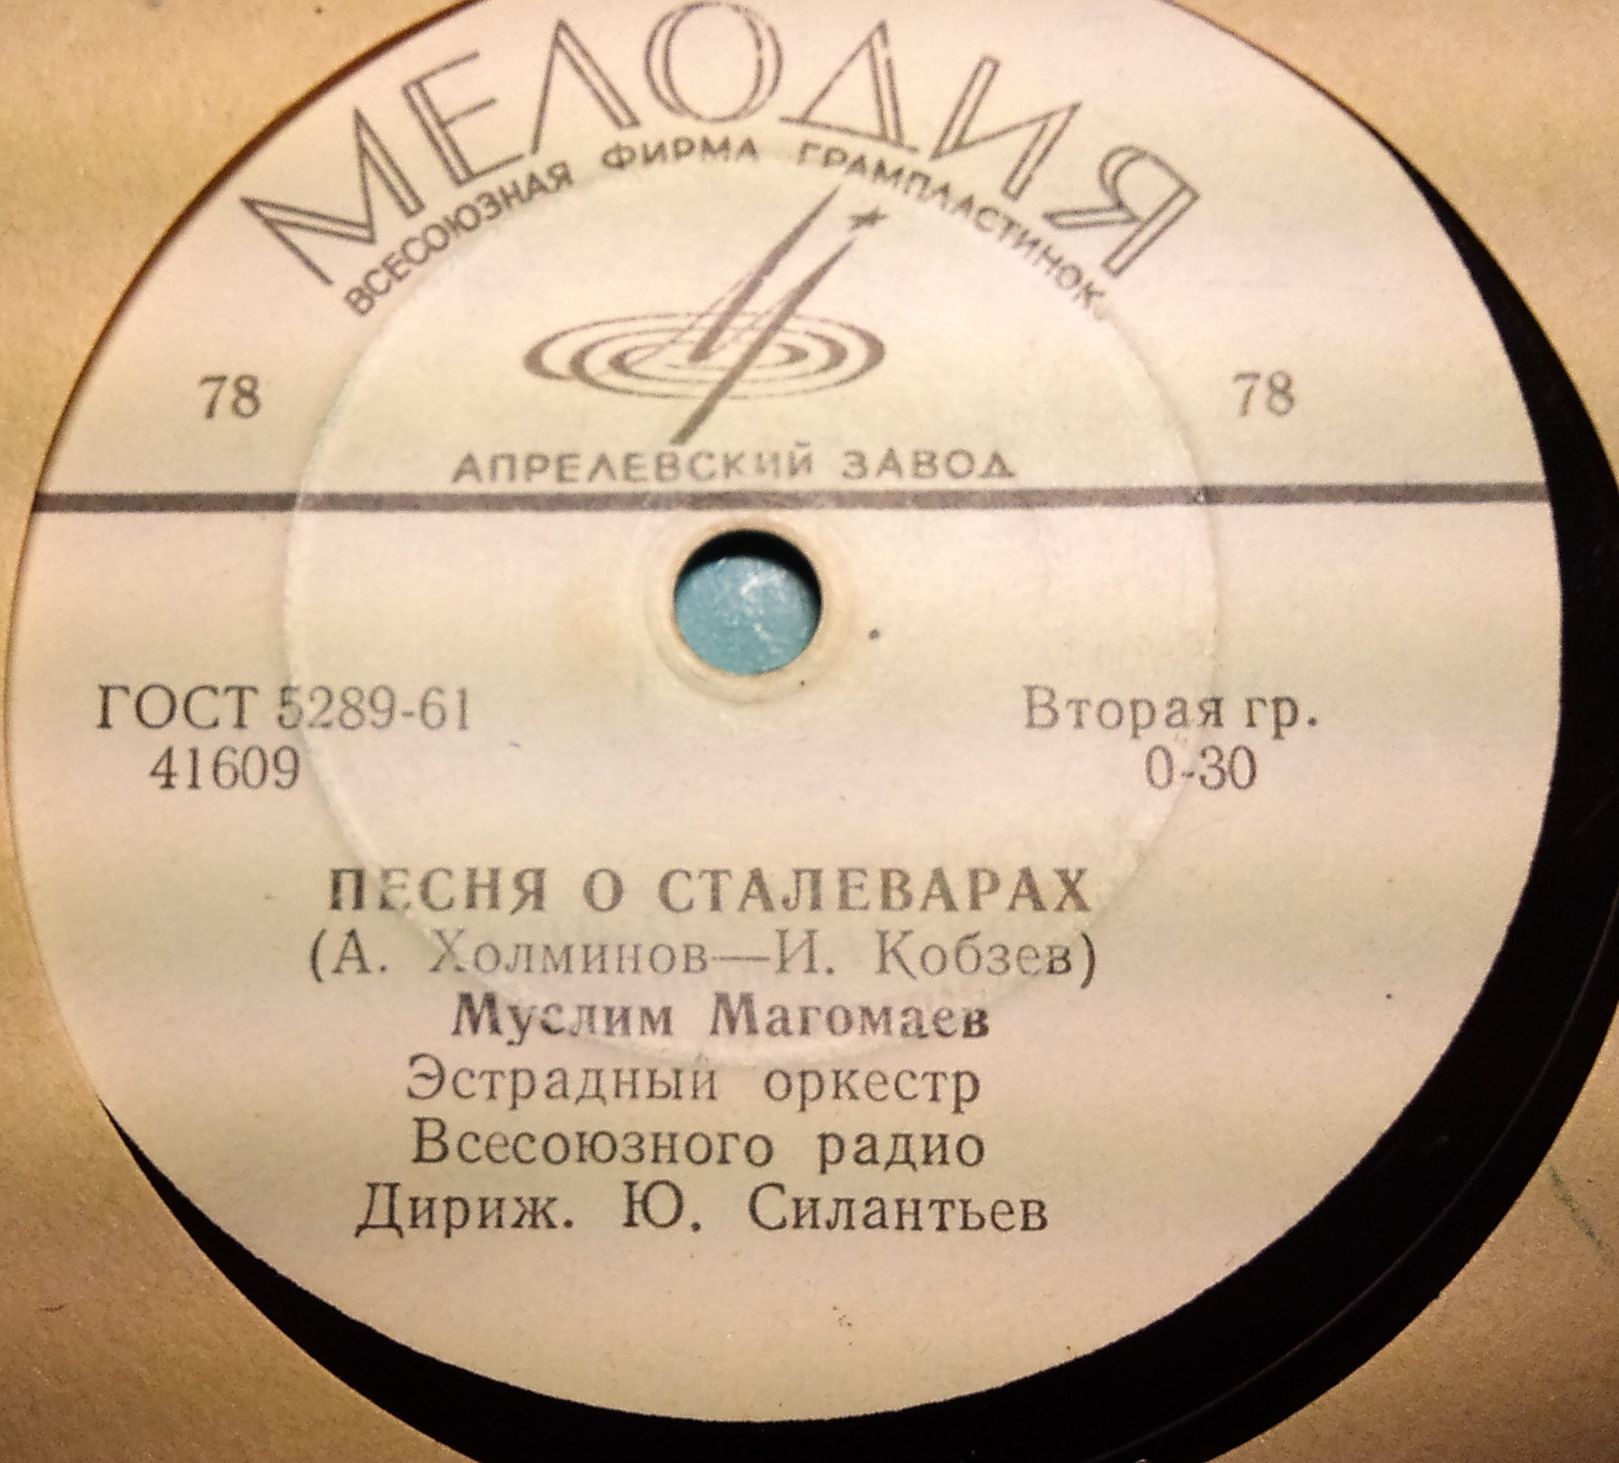 МЕЛОДИЯ
ВСЕСОЮЗНАЯ ФИРМА ГРАМПЛАСТИНОК
78 78
АПРЕЛЕВСКИЙ ЗАВОД
ГОСТ 5289-61 Вторая гр.
41609 0-30
ПЕСНЯ О СТАЛЕВАРАХ
(А. Холминов—И. Кобзев)
Муслим Магомаев
Эстрадный оркестр
Всесоюзного радио
Дириж. Ю. Силантьев